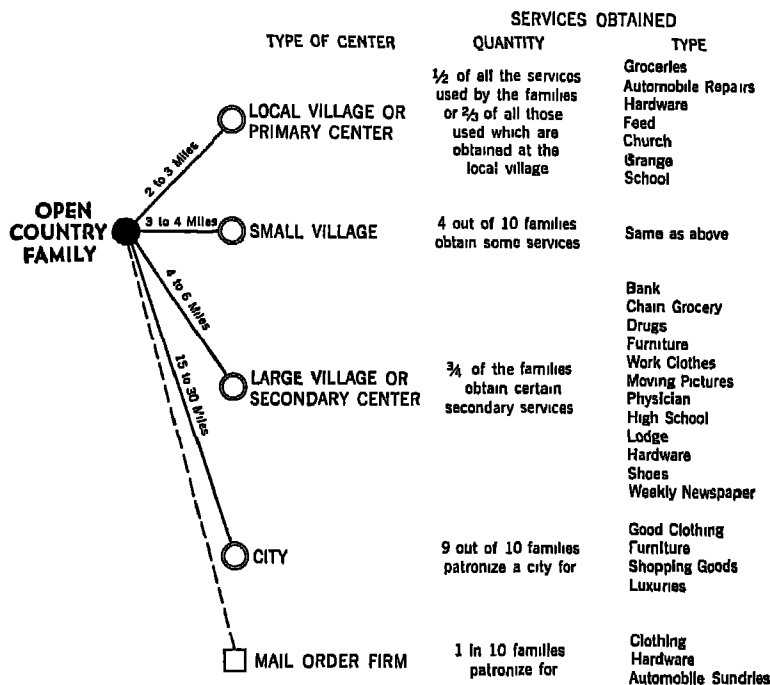 SERVICES OBTAINED
TYPE OF CENTER
QUANTITY
TYPE
OPEN
COUNTRY
FAMILY
2 to 3 Miles
LOCAL VILLAGE OR
PRIMARY CENTER
½ of all the services
used by the families
or ⅔ of all those
used which are
obtained at the
local village
Groceries
Automobile Repairs
Hardware
Feed
Church
Grange
School
3 to 4 Miles
SMALL VILLAGE
4 out of 10 families
obtain some services
Same as above
4 to 6 Miles
LARGE VILLAGE OR
SECONDARY CENTER
¾ of the families
obtain certain
secondary services
Bank
Chain Grocery
Drugs
Furniture
Work Clothes
Moving Pictures
Physician
High School
Lodge
Hardware
Shoes
Weekly Newspaper
15 to 30 Miles
CITY
9 out of 10 families
patronize a city for
Good Clothing
Furniture
Shopping Goods
Luxuries
MAIL ORDER FIRM
1 in 10 families
patronize for
Clothing
Hardware
Automobile Sundries